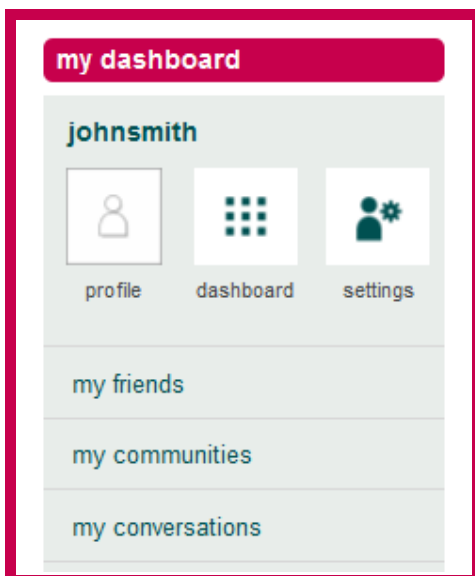 my dashboard
johnsmith
profile dashboard settings
my friends
my communities
my conversations